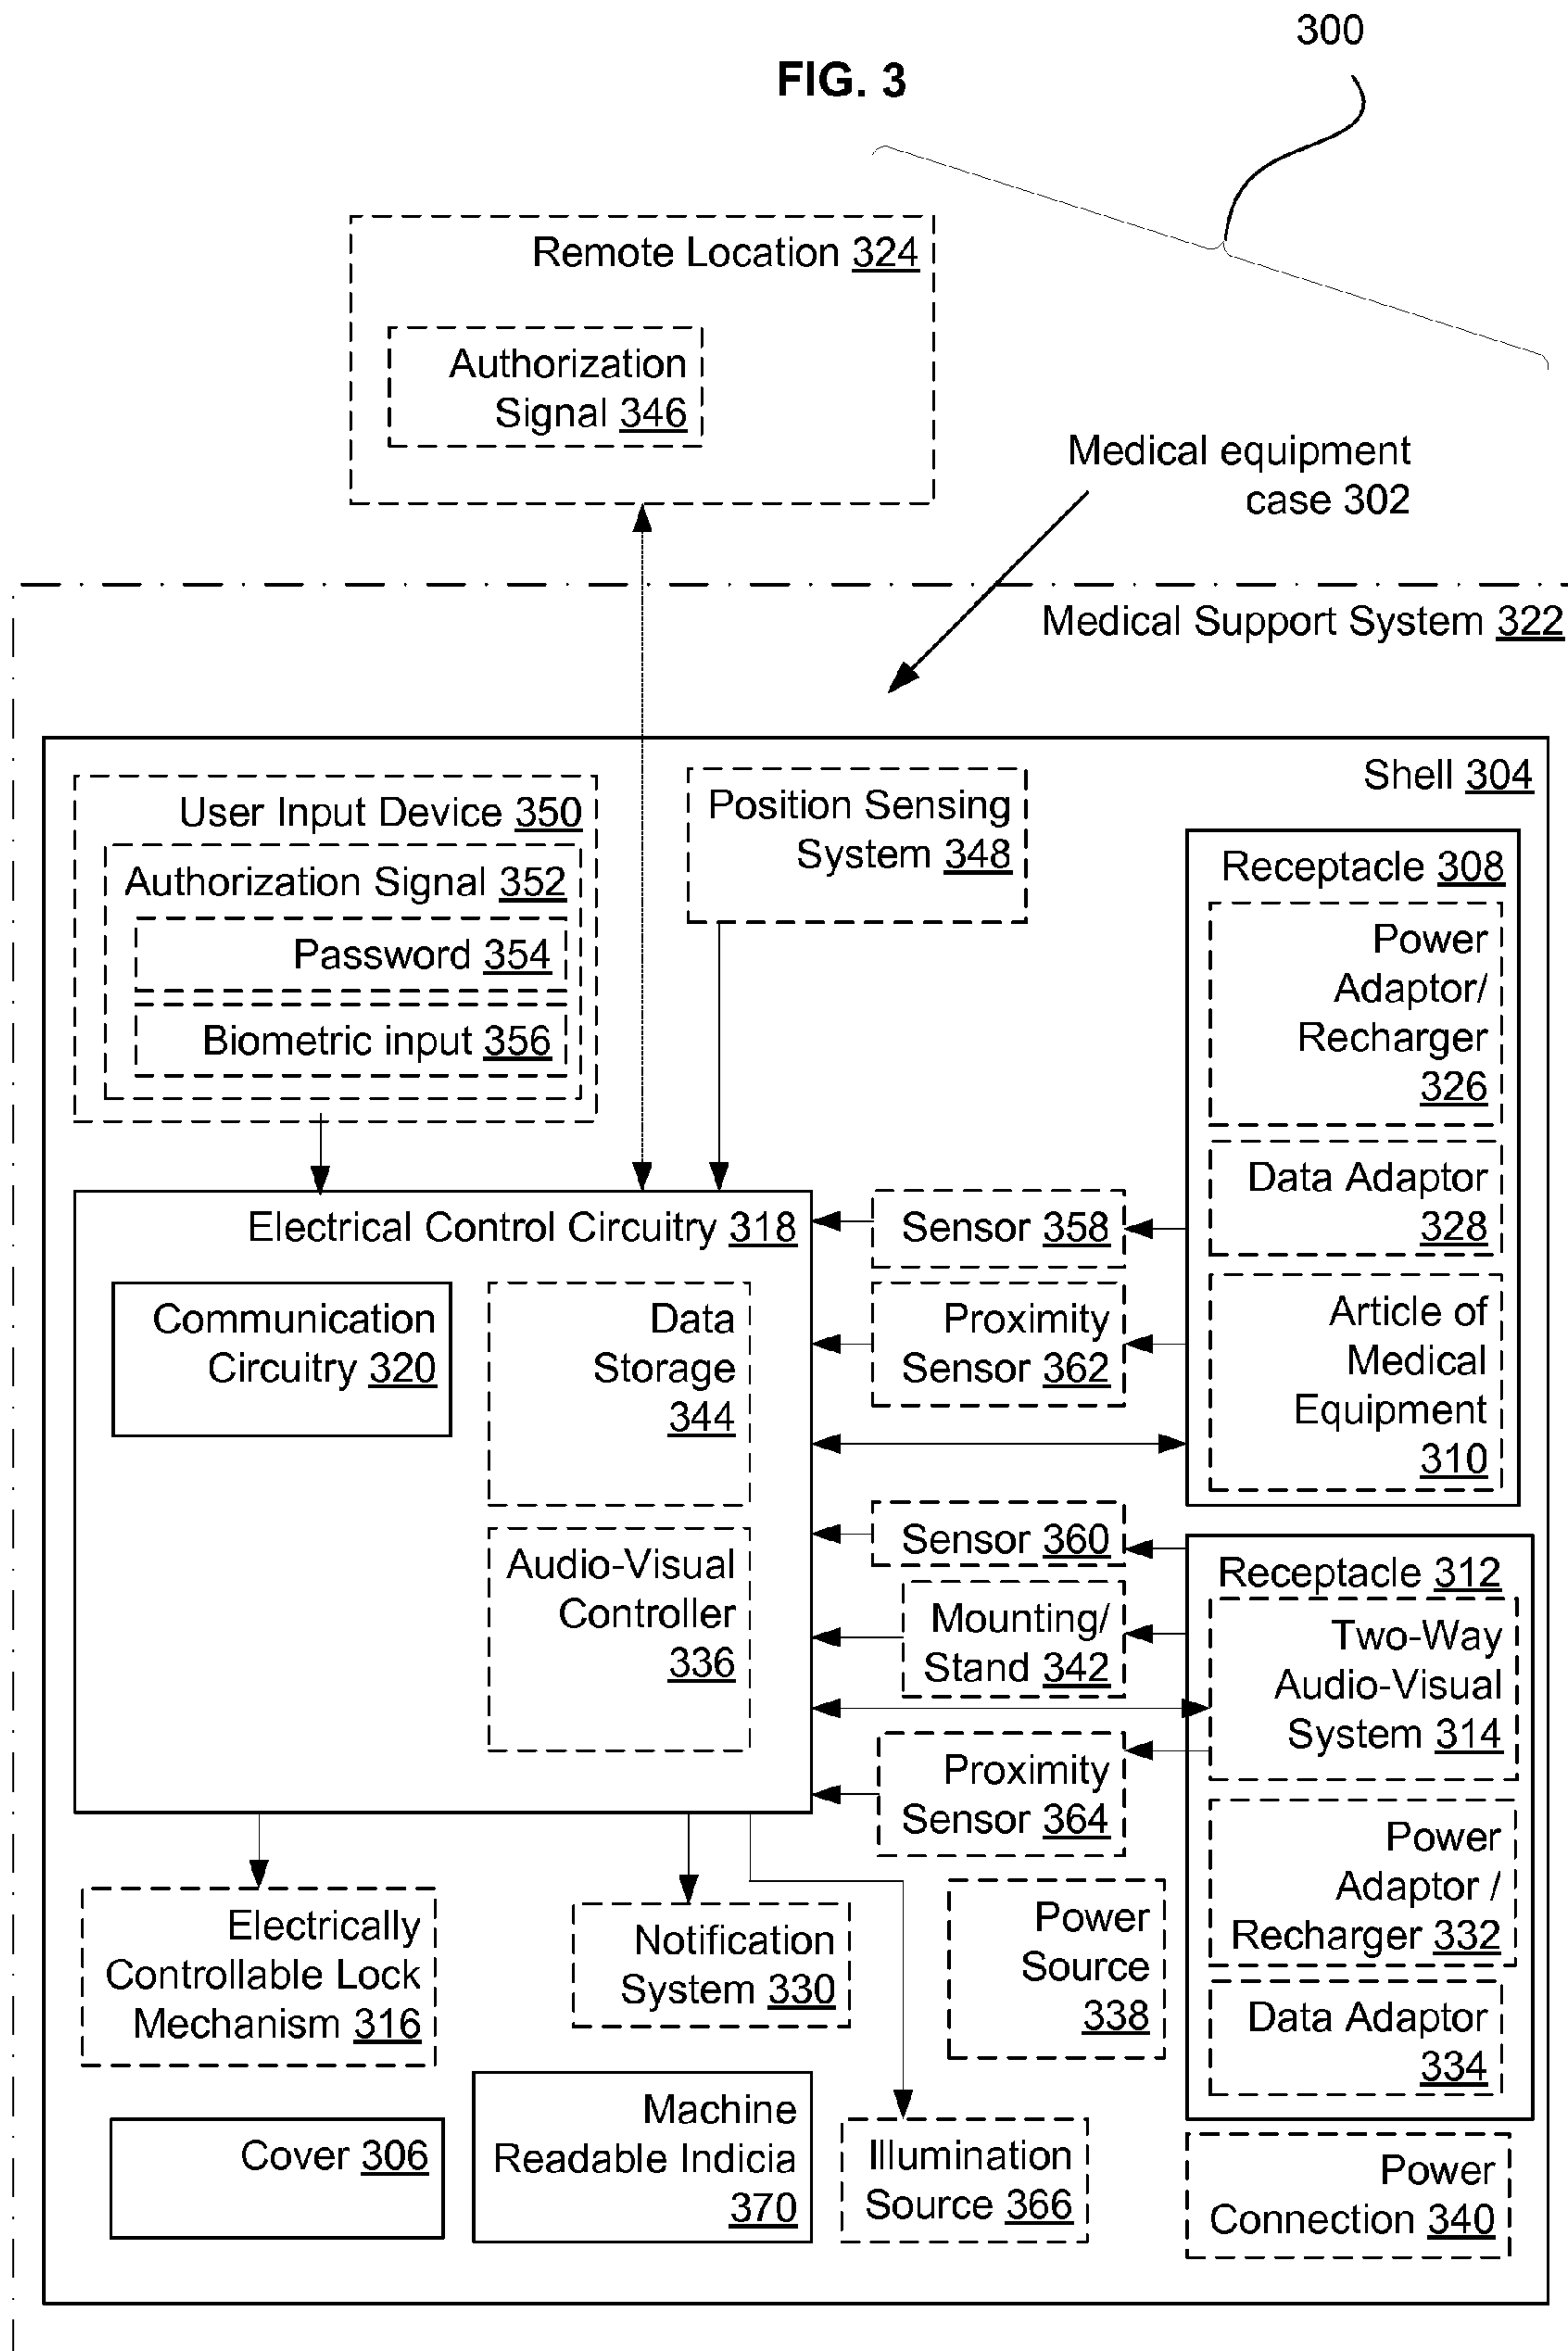 300
FIG. 3
Remote Location 324
Authorization
Signal 346
Medical equipment
case 302
Medical Support System 322
Shell 304
User Input Device 350
Authorization Signal 352
Password 354
Biometric input 356
Position Sensing
System 348
Receptacle 308
Power
Adaptor/
Recharger
326
Data Adaptor
328
Article of
Medical
Equipment
310
Electrical Control Circuitry 318
Communication
Circuitry 320
Data
Storage
344
Audio-Visual
Controller
336
Sensor 358
Proximity
Sensor 362
Sensor 360
Mounting/
Stand 342
Proximity
Sensor 364
Receptacle 312
Two-Way
Audio-Visual
System 314
Power
Adaptor /
Recharger 332
Data Adaptor
334
Electrically
Controllable Lock
Mechanism 316
Notification
System 330
Power
Source
338
Cover 306
Machine
Readable Indicia
370
Illumination
Source 366
Power
Connection 340